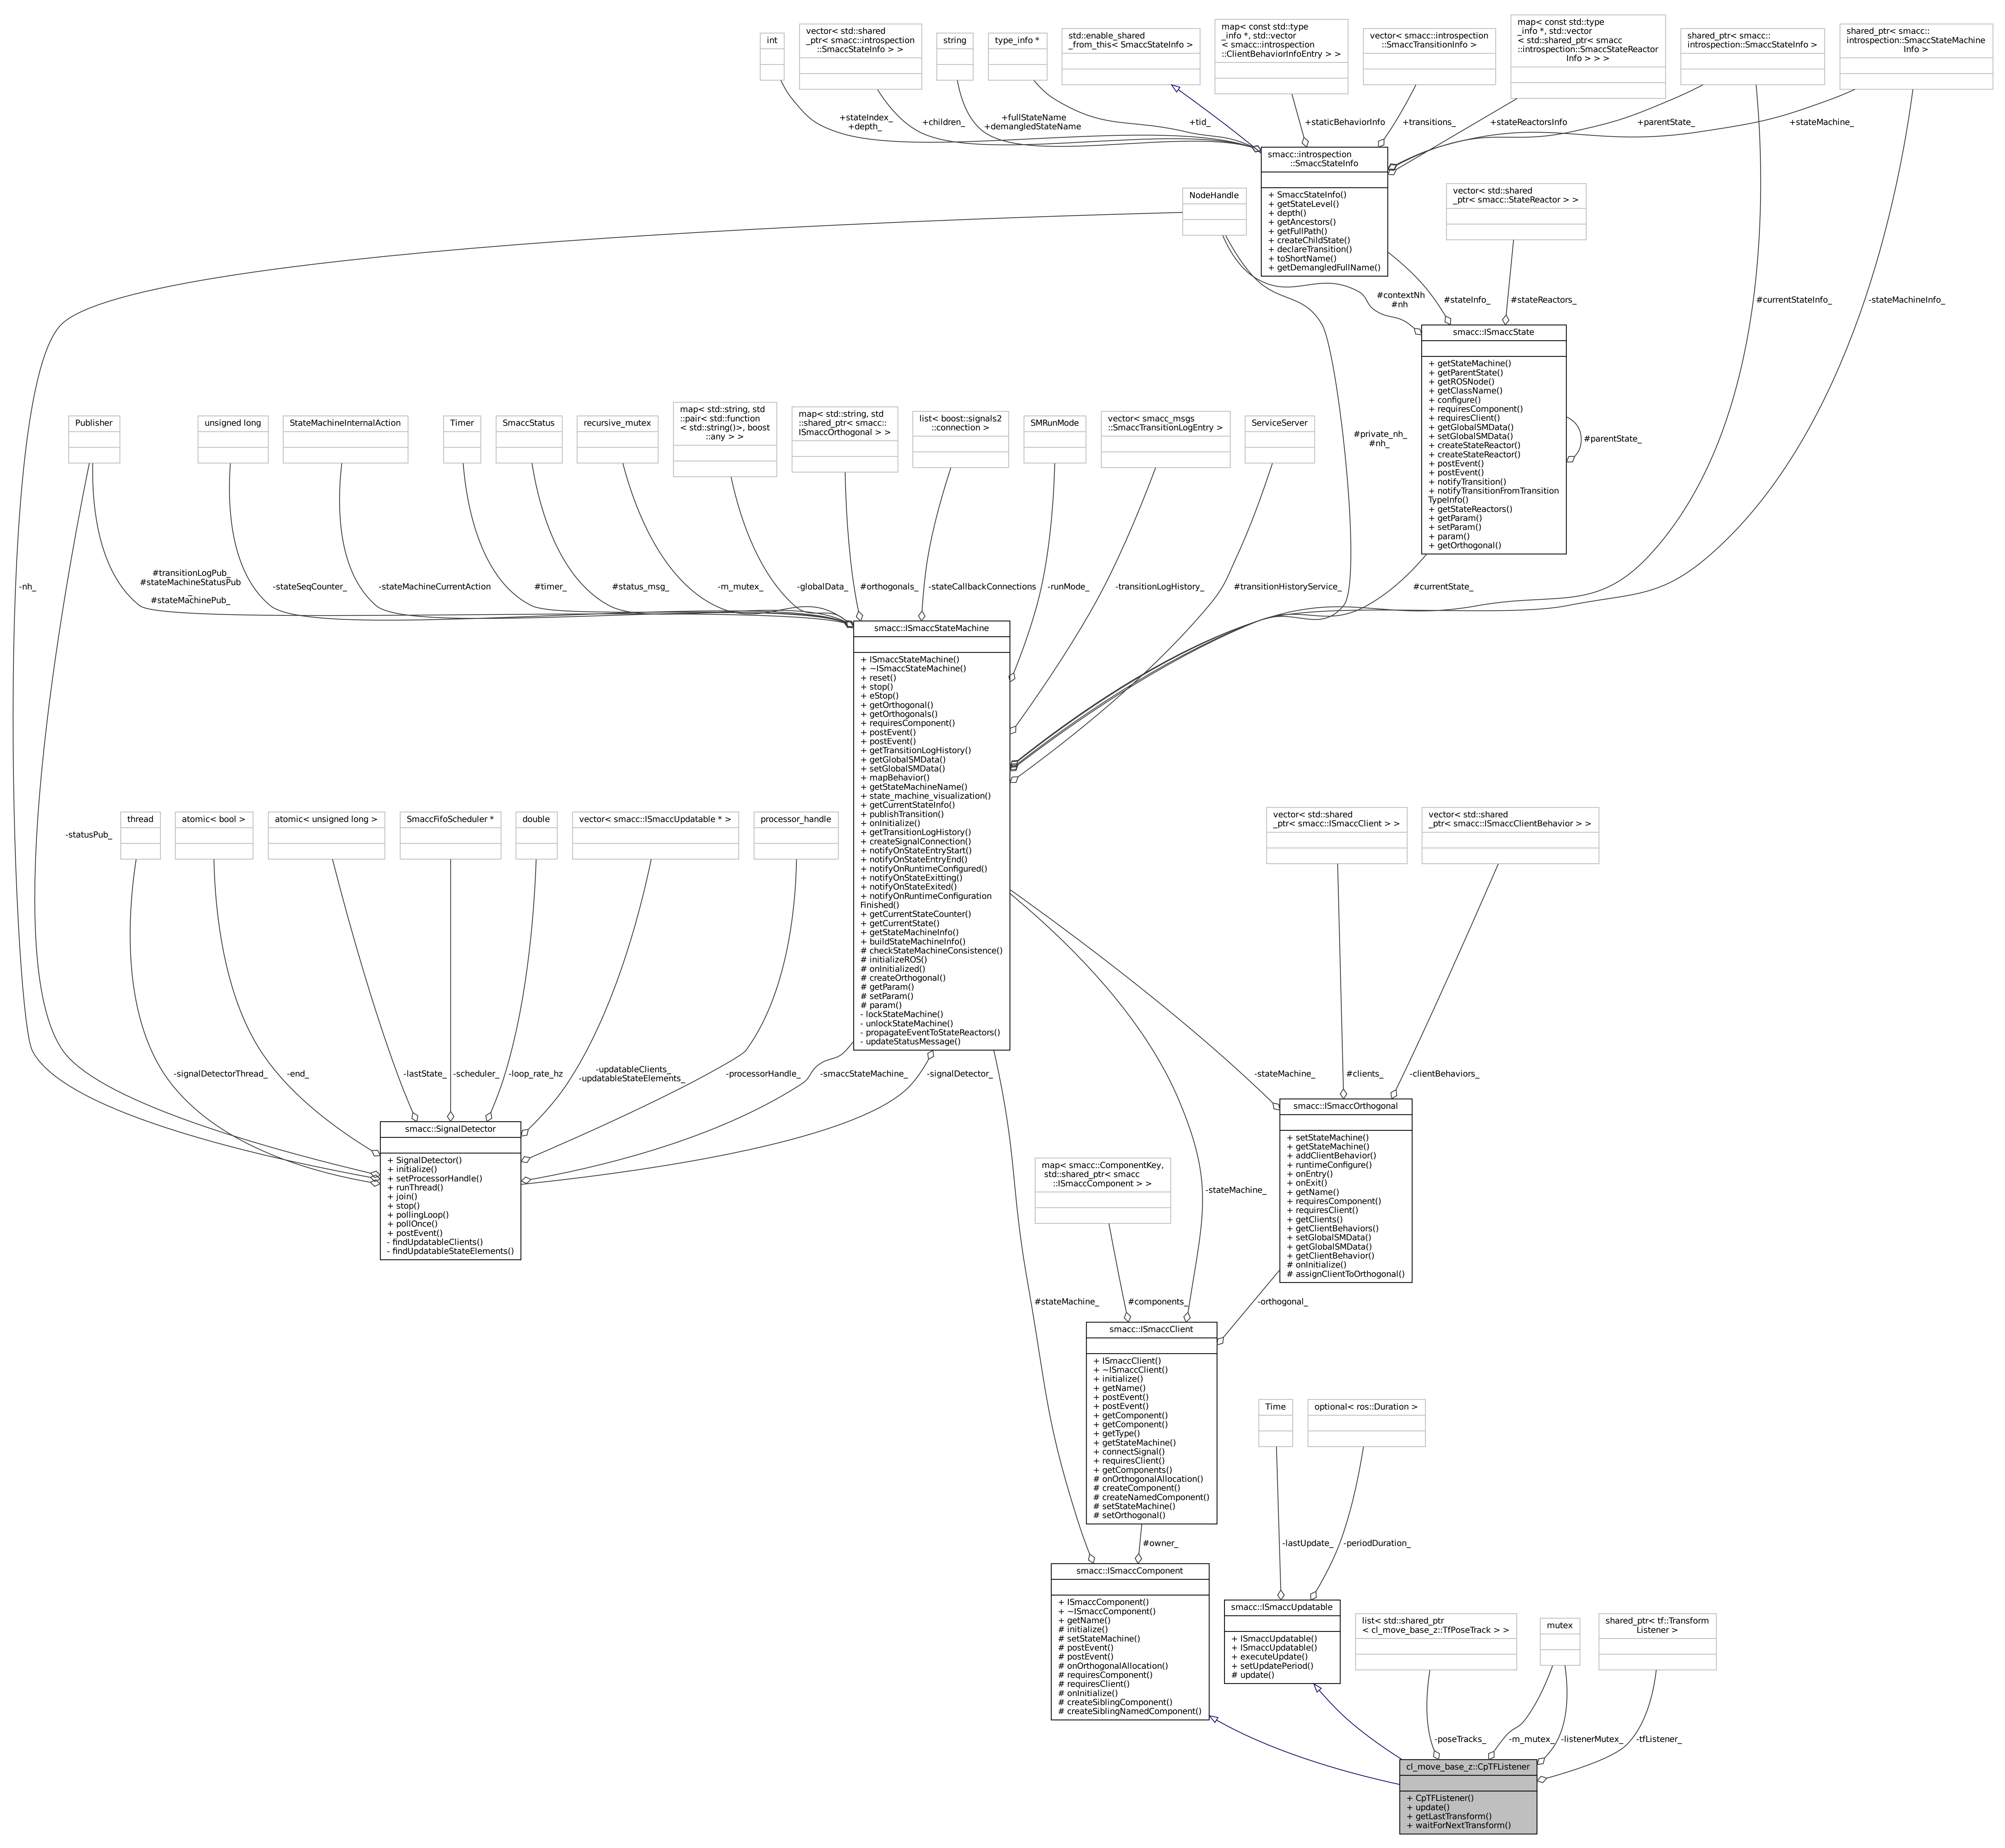 int
vector< std::shared
_ptr< smacc::introspection
::SmaccStateInfo > >
string
type_info *
std::enable_shared
_from_this< SmaccStateInfo >
map< const std::type
_info *, std::vector
< smacc::introspection
::ClientBehaviorInfoEntry > >
vector< smacc::introspection
::SmaccTransitionInfo >
map< const std::type
_info *, std::vector
< std::shared_ptr< smacc
::introspection::SmaccStateReactor
Info > > >
shared_ptr< smacc::
introspection::SmaccStateInfo >
shared_ptr< smacc::
introspection::SmaccStateMachine
Info >
+stateIndex_
+depth_
+children_
+fullStateName
+demangledStateName
+tid_
+staticBehaviorInfo
+transitions_
+stateReactorsInfo
+parentState_
+stateMachine_
smacc::introspection
::SmaccStateInfo
+ SmaccStateInfo()
+ getStateLevel()
+ depth()
+ getAncestors()
+ getFullPath()
+ createChildState()
+ declareTransition()
+ toShortName()
+ getDemangledFullName()
NodeHandle
vector< std::shared
_ptr< smacc::StateReactor > >
#contextNh
#nh
#stateInfo_
#stateReactors_
#currentStateInfo_
-stateMachineInfo_
smacc::ISmaccState
+ getStateMachine()
+ getParentState()
+ getROSNode()
+ getClassName()
+ configure()
+ requiresComponent()
+ requiresClient()
+ getGlobalSMData()
+ setGlobalSMData()
+ createStateReactor()
+ createStateReactor()
+ postEvent()
+ postEvent()
+ notifyTransition()
+ notifyTransitionFromTransition
TypeInfo()
+ getStateReactors()
+ getParam()
+ setParam()
+ param()
+ getOrthogonal()
#parentState_
Publisher
unsigned long
StateMachineInternalAction
Timer
SmaccStatus
recursive_mutex
map< std::string, std
::pair< std::function
< std::string()>, boost
::any > >
map< std::string, std
::shared_ptr< smacc::
ISmaccOrthogonal > >
list< boost::signals2
::connection >
SMRunMode
vector< smacc_msgs
::SmaccTransitionLogEntry >
ServiceServer
#private_nh_
#nh_
-nh_
#transitionLogPub_
#stateMachineStatusPub
_
#stateMachinePub_
-stateSeqCounter_
-stateMachineCurrentAction
#timer_
#status_msg_
-m_mutex_
-globalData_
#orthogonals_
-stateCallbackConnections
-runMode_
-transitionLogHistory_
#transitionHistoryService_
#currentState_
smacc::ISmaccStateMachine
+ ISmaccStateMachine()
+ ~ISmaccStateMachine()
+ reset()
+ stop()
+ eStop()
+ getOrthogonal()
+ getOrthogonals()
+ requiresComponent()
+ postEvent()
+ postEvent()
+ getTransitionLogHistory()
+ getGlobalSMData()
+ setGlobalSMData()
+ mapBehavior()
+ getStateMachineName()
+ state_machine_visualization()
+ getCurrentStateInfo()
+ publishTransition()
+ onInitialize()
+ getTransitionLogHistory()
+ createSignalConnection()
+ notifyOnStateEntryStart()
+ notifyOnStateEntryEnd()
+ notifyOnRuntimeConfigured()
+ notifyOnStateExitting()
+ notifyOnStateExited()
+ notifyOnRuntimeConfiguration
Finished()
+ getCurrentStateCounter()
+ getCurrentState()
+ getStateMachineInfo()
+ buildStateMachineInfo()
# checkStateMachineConsistence()
# initializeROS()
# onInitialized()
# createOrthogonal()
# getParam()
# setParam()
# param()
- lockStateMachine()
- unlockStateMachine()
- propagateEventToStateReactors()
- updateStatusMessage()
-statusPub_
thread
atomic< bool >
atomic< unsigned long >
SmaccFifoScheduler *
double
vector< smacc::ISmaccUpdatable * >
processor_handle
vector< std::shared
_ptr< smacc::ISmaccClient > >
vector< std::shared
_ptr< smacc::ISmaccClientBehavior > >
-signalDetectorThread_
-end_
-lastState_
-scheduler_
-loop_rate_hz
-updatableClients_
-updatableStateElements_
-processorHandle_
-smaccStateMachine_
-signalDetector_
-stateMachine_
#clients_
-clientBehaviors_
smacc::SignalDetector
+ SignalDetector()
+ initialize()
+ setProcessorHandle()
+ runThread()
+ join()
+ stop()
+ pollingLoop()
+ pollOnce()
+ postEvent()
- findUpdatableClients()
- findUpdatableStateElements()
smacc::ISmaccOrthogonal
+ setStateMachine()
+ getStateMachine()
+ addClientBehavior()
+ runtimeConfigure()
+ onEntry()
+ onExit()
+ getName()
+ requiresComponent()
+ requiresClient()
+ getClients()
+ getClientBehaviors()
+ setGlobalSMData()
+ getGlobalSMData()
+ getClientBehavior()
# onInitialize()
# assignClientToOrthogonal()
map< smacc::ComponentKey,
std::shared_ptr< smacc
::ISmaccComponent > >
-stateMachine_
#stateMachine_
#components_
-orthogonal_
smacc::ISmaccClient
+ ISmaccClient()
+ ~ISmaccClient()
+ initialize()
+ getName()
+ postEvent()
+ postEvent()
+ getComponent()
+ getComponent()
+ getType()
+ getStateMachine()
+ connectSignal()
+ requiresClient()
+ getComponents()
# onOrthogonalAllocation()
# createComponent()
# createNamedComponent()
# setStateMachine()
# setOrthogonal()
Time
optional< ros::Duration >
#owner_
-lastUpdate_
-periodDuration_
smacc::ISmaccComponent
+ ISmaccComponent()
+ ~ISmaccComponent()
+ getName()
# initialize()
# setStateMachine()
# postEvent()
# postEvent()
# onOrthogonalAllocation()
# requiresComponent()
# requiresClient()
# onInitialize()
# createSiblingComponent()
# createSiblingNamedComponent()
smacc::ISmaccUpdatable
+ ISmaccUpdatable()
+ ISmaccUpdatable()
+ executeUpdate()
+ setUpdatePeriod()
# update()
list< std::shared_ptr
< cl_move_base_z::TfPoseTrack > >
mutex
shared_ptr< tf::Transform
Listener >
-poseTracks_
-m_mutex_
-listenerMutex_
-tfListener_
cl_move_base_z::CpTFListener
+ CpTFListener()
+ update()
+ getLastTransform()
+ waitForNextTransform()